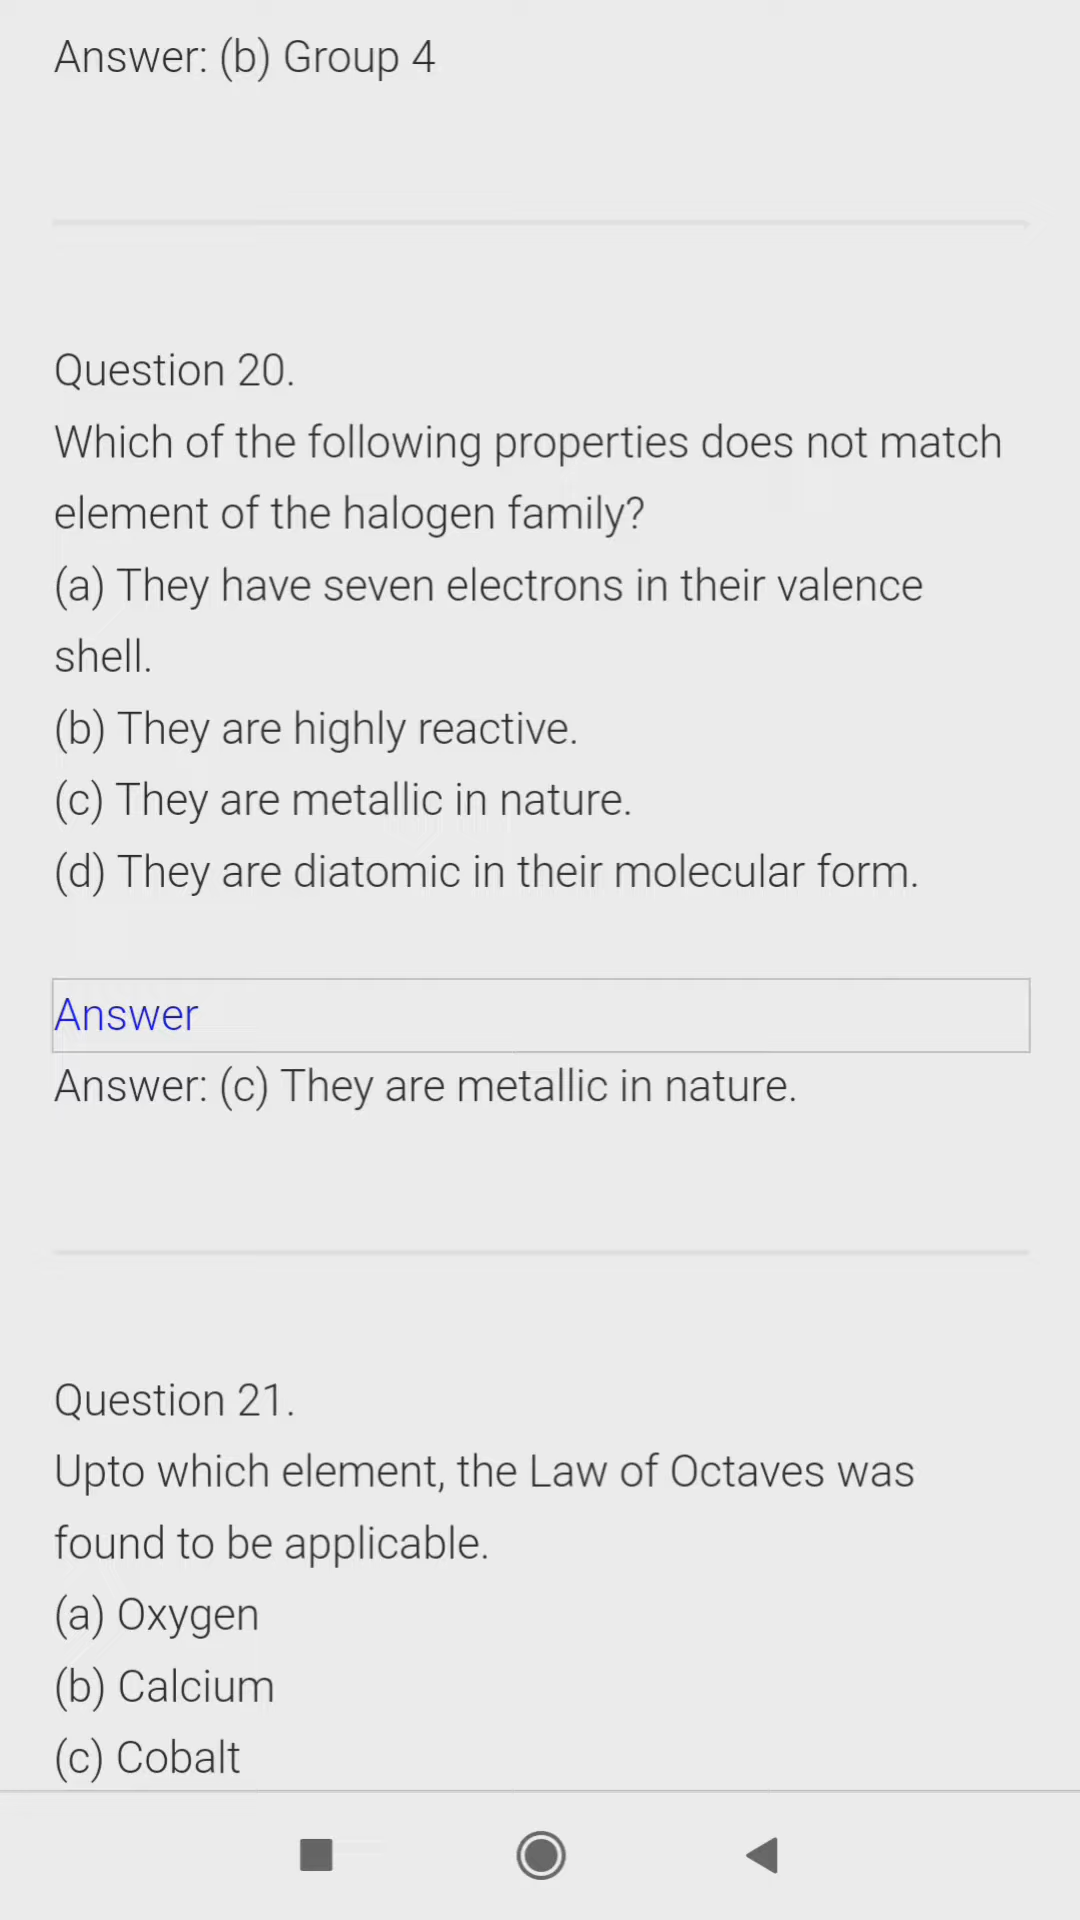 Answer: (b) Group 4
Question 20.
Which of the following properties does not match
element of the halogen family?
(a) They have seven electrons in their valence
shell.
(b) They are highly reactive.
(c) They are metallic in nature.
(d) They are diatomic in their molecular form.
Answer
Answer: (c) They are metallic in nature.
Question 21.
Upto which element, the Law of Octaves was
found to be applicable.
(a) Oxygen
(b) Calcium
(c) Cobalt